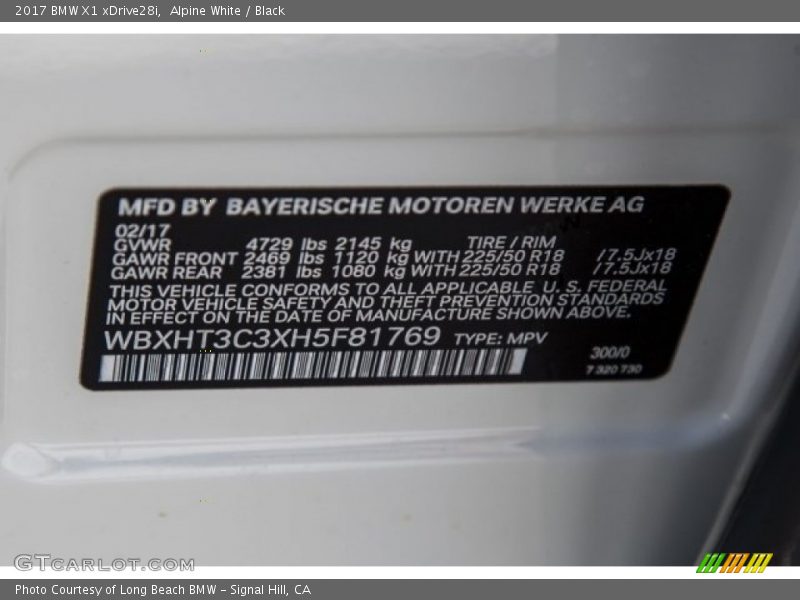 2017 BMW X1 xDrive28i, Alpine White / Black
MFD BY BAYERISCHE MOTOREN WERKE AG
02/17
GVWR 4729 lbs 2145 kg TIRE / RIM
GAWR FRONT 2469 lbs 1120 kg WITH 225/50 R18 /7.5Jx18
GAWR REAR 2381 lbs 1080 kg WITH 225/50 R18 /7.5Jx18
THIS VEHICLE CONFORMS TO ALL APPLICABLE U. S. FEDERAL
MOTOR VEHICLE SAFETY AND THEFT PREVENTION STANDARDS
IN EFFECT ON THE DATE OF MANUFACTURE SHOWN ABOVE.
WBXHT3C3XH5F81769 TYPE: MPV
300/0
7 320 730
GTCARLOT.COM
Photo Courtesy of Long Beach BMW - Signal Hill, CA